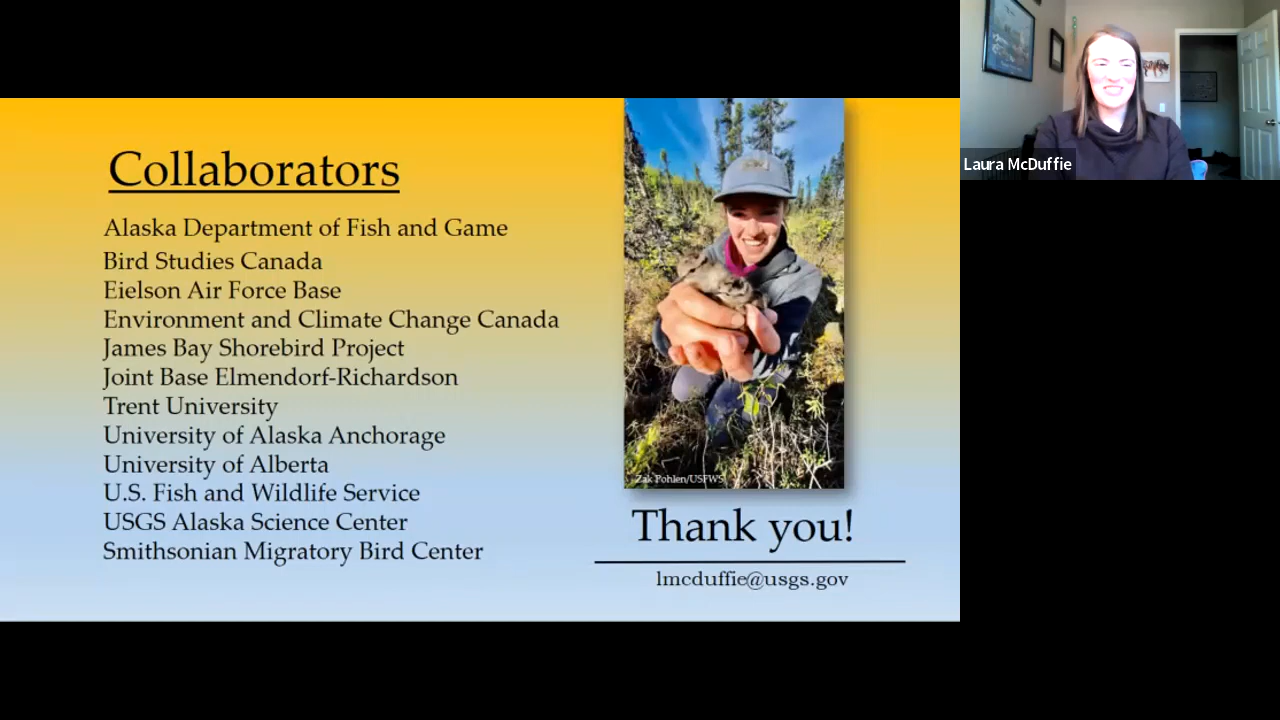 Collaborators
Alaska Department of Fish and Game
Bird Studies Canada
Eielson Air Force Base
Environment and Climate Change Canada
James Bay Shorebird Project
Joint Base Elmendorf-Richardson
Trent University
University of Alaska Anchorage
University of Alberta
U.S. Fish and Wildlife Service
USGS Alaska Science Center
Smithsonian Migratory Bird Center
Zak Pohlen/USFWS
Thank you!
lmcduffie@usgs.gov
Laura McDuffie